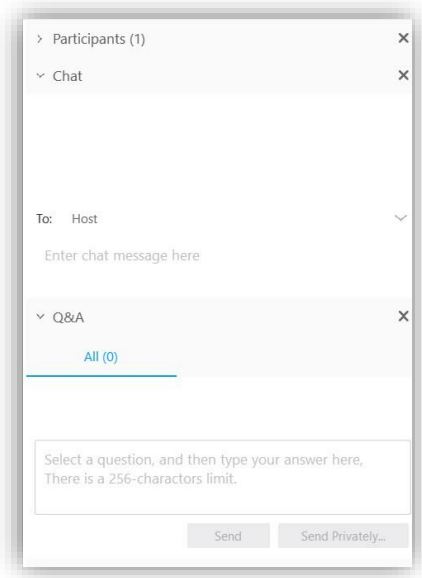 Participants (1)
Chat
To: Host
Enter chat message here
Q&A
All (0)
Select a question, and then type your answer here,
There is a 256-charactors limit.
Send Send Privately...